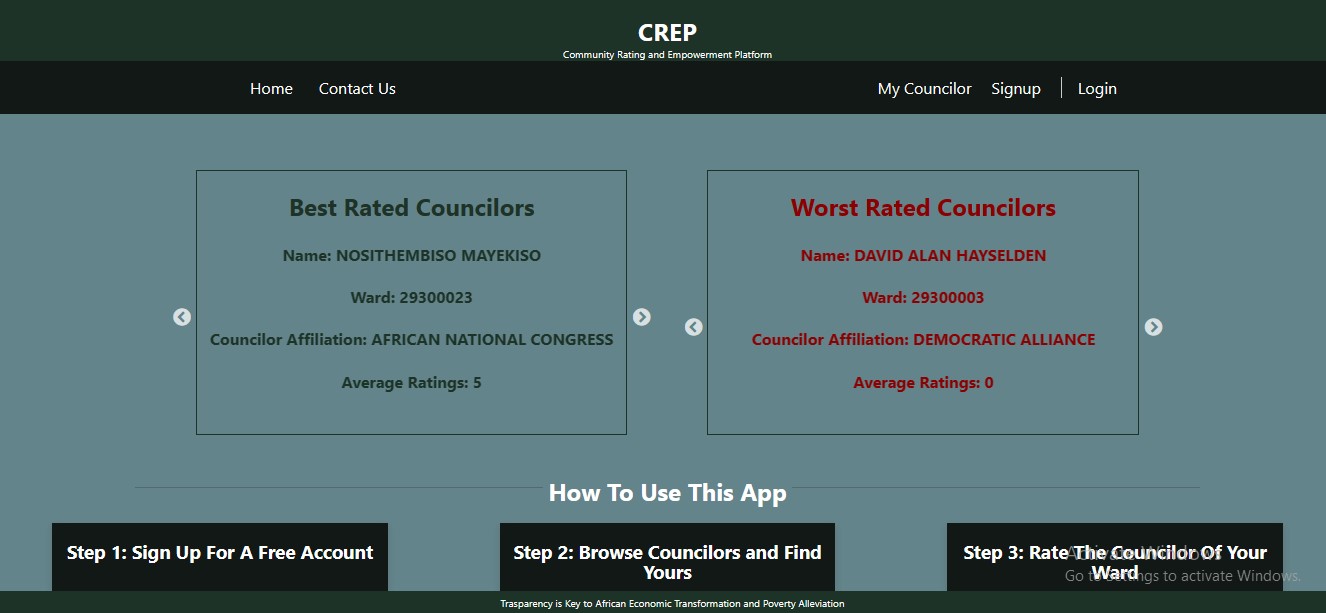 CREP
Community Rating and Empowerment Platform
Home Contact Us My Councilor Signup Login
Best Rated Councilors
Name: NOSITHEMBISO MAYEKISO
Ward: 29300023
Councilor Affiliation: AFRICAN NATIONAL CONGRESS
Average Ratings: 5
Worst Rated Councilors
Name: DAVID ALAN HAYSELDEN
Ward: 29300003
Councilor Affiliation: DEMOCRATIC ALLIANCE
Average Ratings: 0
How To Use This App
Step 1: Sign Up For A Free Account
Step 2: Browse Councilors and Find
Yours
Step 3: Rate The Councilor Of Your
Ward
Activate Windows
Go to Settings to activate Windows.
Trasparency is Key to African Economic Transformation and Poverty Alleviation